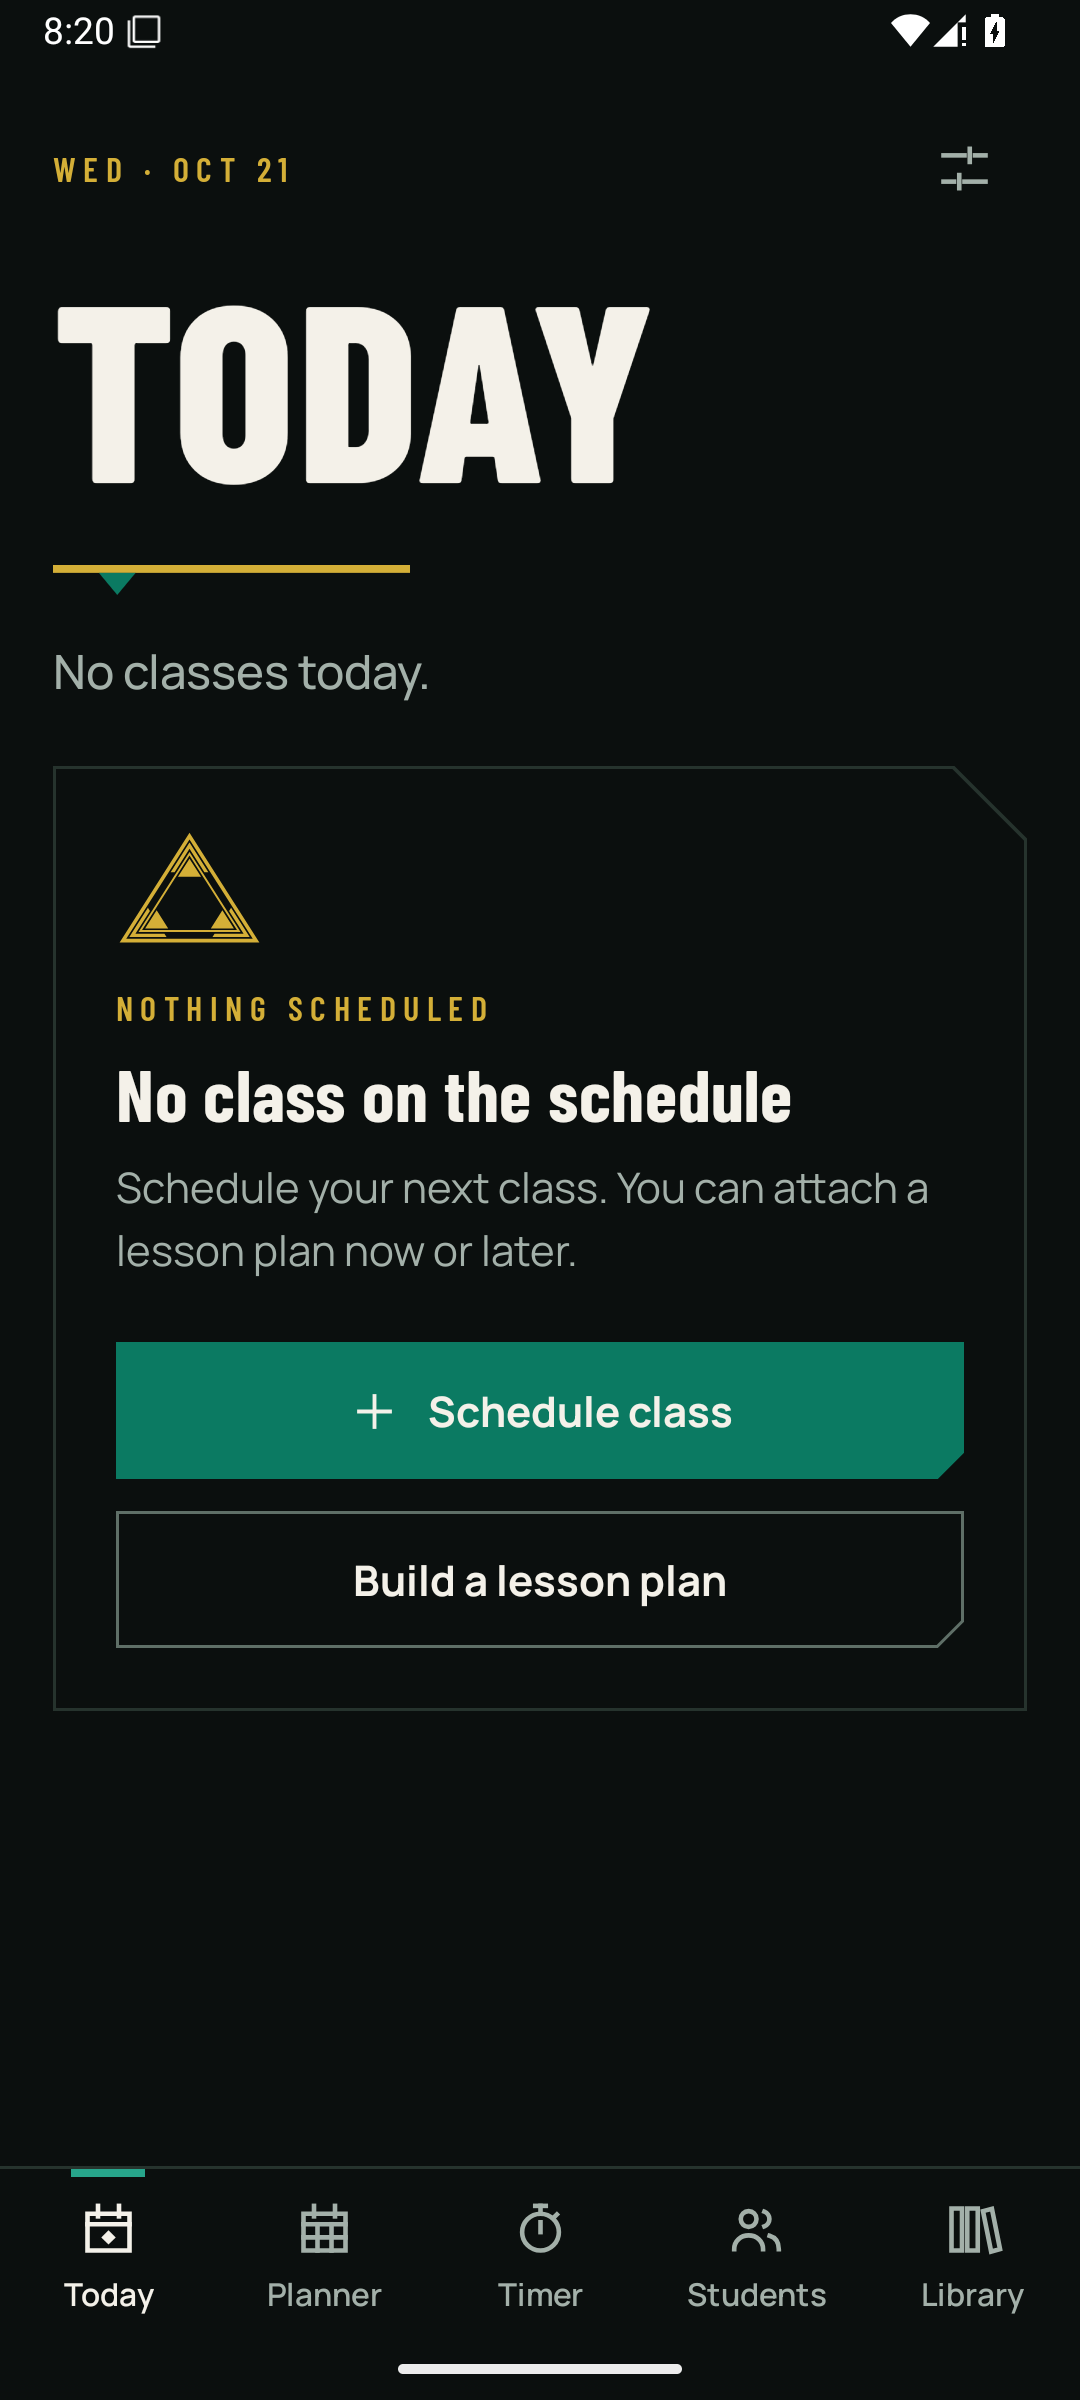 8:20
WED · OCT 21
TODAY
No classes today.
NOTHING SCHEDULED
No class on the schedule
Schedule your next class. You can attach a
lesson plan now or later.
Schedule class
Build a lesson plan
Today
Planner
Timer
Students
Library